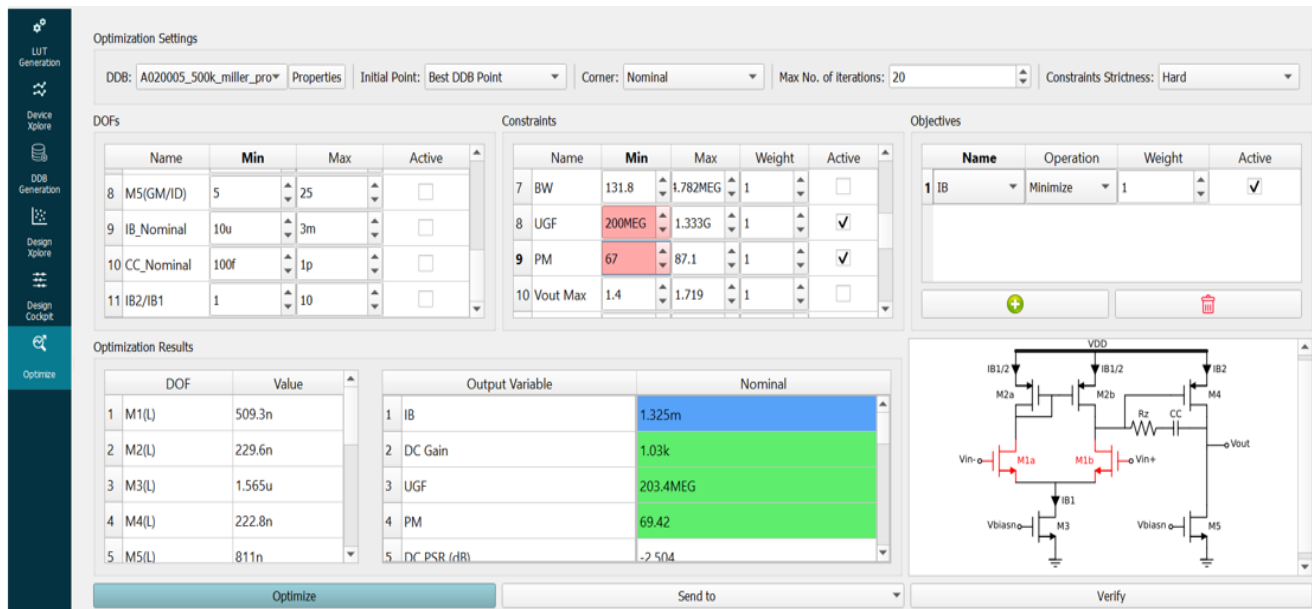 LUT
Generation
Device
Xplore
DDB
Generation
Design
Xplore
Design
Cockpit
Optimize
Optimization Settings
DDB: A020005_500k_miller_pro Properties Initial Point: Best DDB Point Corner: Nominal Max No. of iterations: 20 Constraints Strictness: Hard
DOFs
Name Min Max Active
8 M5(GM/ID) 5 25
9 IB_Nominal 10u 3m
10 CC_Nominal 100f 1p
11 IB2/IB1 1 10
Constraints
Name Min Max Weight Active
7 BW 131.8 .782MEG 1
8 UGF 200MEG 1.333G 1
9 PM 67 87.1 1
10 Vout Max 1.4 1.719 1
Objectives
Name Operation Weight Active
1 IB Minimize 1
Optimization Results
DOF Value
1 M1(L) 509.3n
2 M2(L) 229.6n
3 M3(L) 1.565u
4 M4(L) 222.8n
5 M5(L) 811n
Output Variable Nominal
1 IB 1.325m
2 DC Gain 1.03k
3 UGF 203.4MEG
4 PM 69.42
5 DC PSR (dB) -2.504
VDD
IB1/2 IB1/2 IB2
M2a M2b M4
Rz CC
Vout
Vin- M1a M1b Vin+
IB1
Vbiasn M3 Vbiasn M5
Optimize Send to Verify